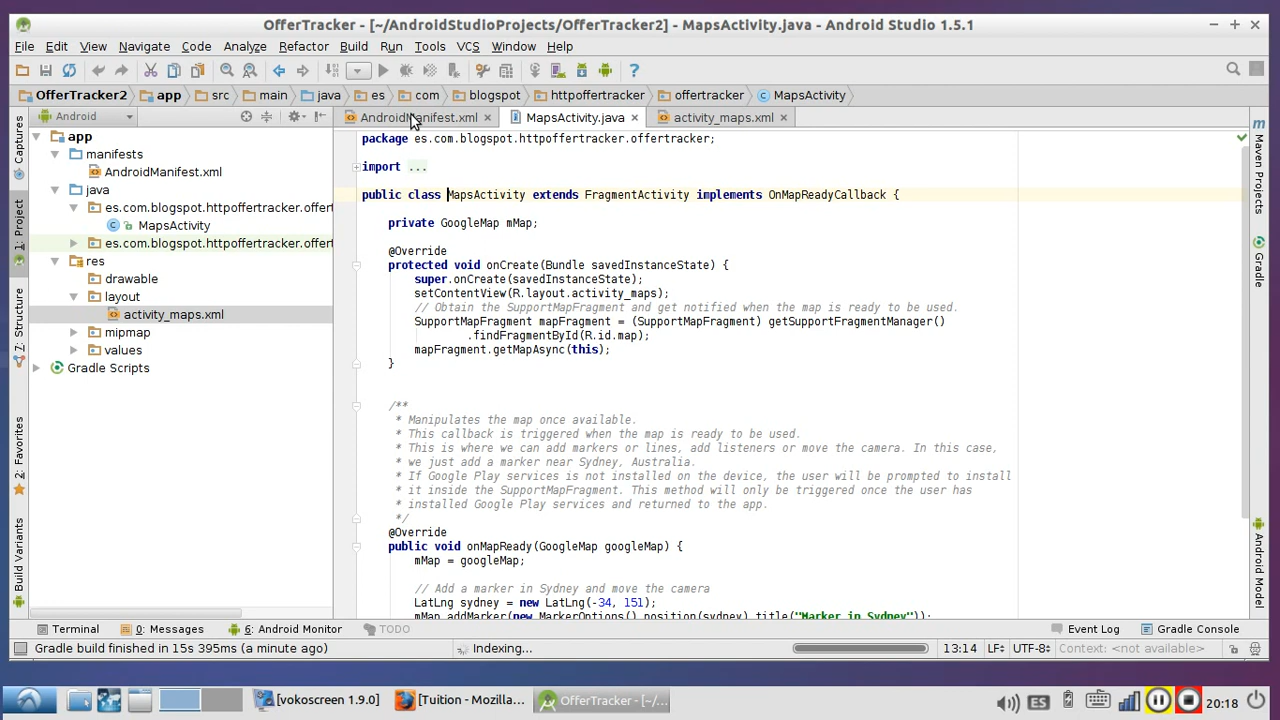 OfferTracker - [~/AndroidStudioProjects/OfferTracker2] - MapsActivity.java - Android Studio 1.5.1
File Edit View Navigate Code Analyze Refactor Build Run Tools VCS Window Help
OfferTracker2 app src main java es com blogspot httpoffertracker offertracker MapsActivity
Android
AndroidManifest.xml MapsActivity.java activity_maps.xml
app
manifests
AndroidManifest.xml
java
es.com.blogspot.httpoffertracker.offert
MapsActivity
es.com.blogspot.httpoffertracker.offert
res
drawable
layout
activity_maps.xml
mipmap
values
Gradle Scripts
Captures
1: Project
7: Structure
2: Favorites
Build Variants
package es.com.blogspot.httpoffertracker.offertracker;
import ...
public class MapsActivity extends FragmentActivity implements OnMapReadyCallback {
private GoogleMap mMap;
@Override
protected void onCreate(Bundle savedInstanceState) {
super.onCreate(savedInstanceState);
setContentView(R.layout.activity_maps);
// Obtain the SupportMapFragment and get notified when the map is ready to be used.
SupportMapFragment mapFragment = (SupportMapFragment) getSupportFragmentManager()
.findFragmentById(R.id.map);
mapFragment.getMapAsync(this);
}
/**
* Manipulates the map once available.
* This callback is triggered when the map is ready to be used.
* This is where we can add markers or lines, add listeners or move the camera. In this case,
* we just add a marker near Sydney, Australia.
* If Google Play services is not installed on the device, the user will be prompted to install
* it inside the SupportMapFragment. This method will only be triggered once the user has
* installed Google Play services and returned to the app.
*/
@Override
public void onMapReady(GoogleMap googleMap) {
mMap = googleMap;
// Add a marker in Sydney and move the camera
LatLng sydney = new LatLng(-34, 151);
mMap.addMarker(new MarkerOptions().position(sydney).title("Marker in Sydney"));
Maven Projects
Gradle
Android Model
Terminal 0: Messages 6: Android Monitor TODO Event Log Gradle Console
Gradle build finished in 15s 395ms (a minute ago) Indexing... 13:14 LF UTF-8 Context: <not available>
[vokoscreen 1.9.0] [Tuition - Mozilla... OfferTracker - [~/... ES 20:18